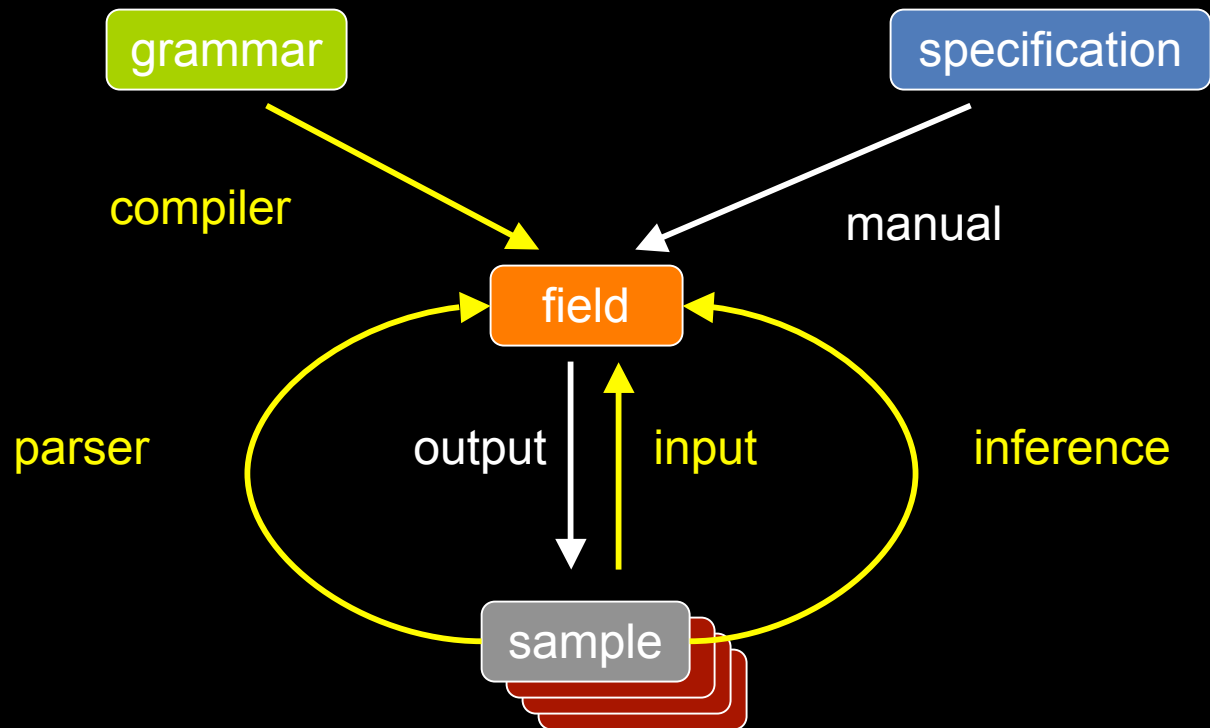 grammar
specification
compiler
manual
field
parser
output
input
inference
sample